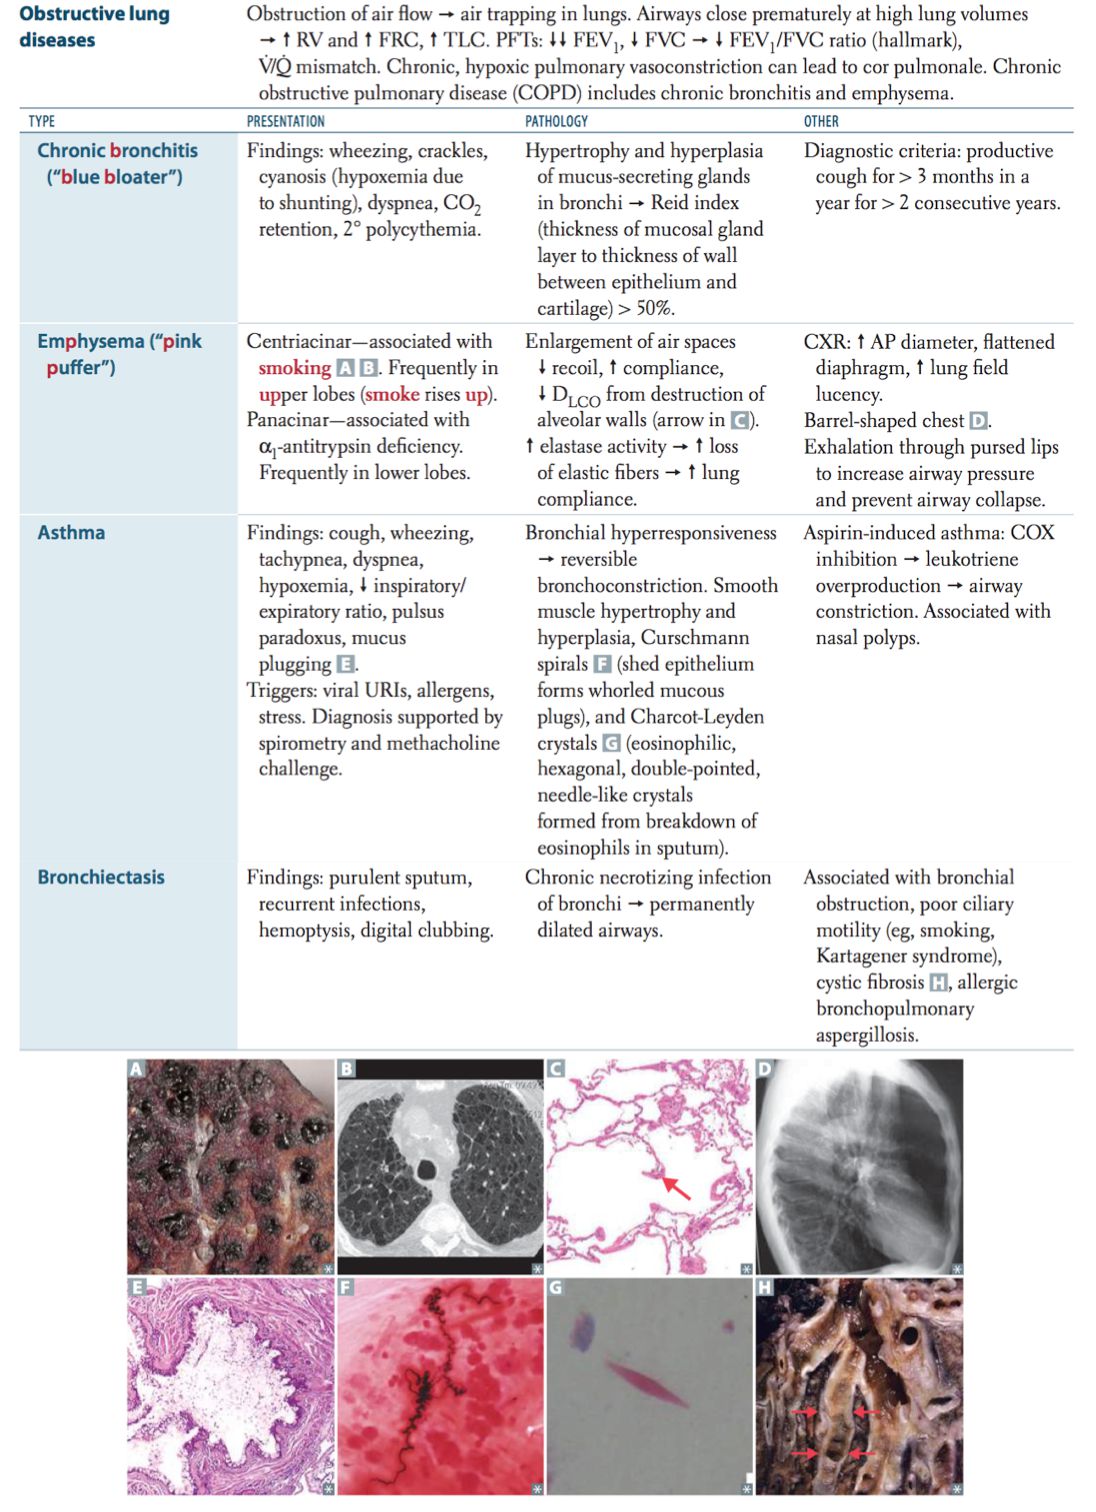 Obstructive lung
diseases
Obstruction of air flow → air trapping in lungs. Airways close prematurely at high lung volumes
→ ↑ RV and ↑ FRC, ↑ TLC. PFTs: ↓↓ FEV₁, ↓ FVC → ↓ FEV₁/FVC ratio (hallmark),
V̇/Q̇ mismatch. Chronic, hypoxic pulmonary vasoconstriction can lead to cor pulmonale. Chronic
obstructive pulmonary disease (COPD) includes chronic bronchitis and emphysema.
TYPE PRESENTATION PATHOLOGY OTHER
Chronic bronchitis
("blue bloater")
Findings: wheezing, crackles,
cyanosis (hypoxemia due
to shunting), dyspnea, CO₂
retention, 2° polycythemia.
Hypertrophy and hyperplasia
of mucus-secreting glands
in bronchi → Reid index
(thickness of mucosal gland
layer to thickness of wall
between epithelium and
cartilage) > 50%.
Diagnostic criteria: productive
cough for > 3 months in a
year for > 2 consecutive years.
Emphysema ("pink
puffer")
Centriacinar—associated with
smoking A B. Frequently in
upper lobes (smoke rises up).
Panacinar—associated with
α₁-antitrypsin deficiency.
Frequently in lower lobes.
Enlargement of air spaces
↓ recoil, ↑ compliance,
↓ DLCO from destruction of
alveolar walls (arrow in C).
↑ elastase activity → ↑ loss
of elastic fibers → ↑ lung
compliance.
CXR: ↑ AP diameter, flattened
diaphragm, ↑ lung field
lucency.
Barrel-shaped chest D.
Exhalation through pursed lips
to increase airway pressure
and prevent airway collapse.
Asthma
Findings: cough, wheezing,
tachypnea, dyspnea,
hypoxemia, ↓ inspiratory/
expiratory ratio, pulsus
paradoxus, mucus
plugging E.
Triggers: viral URIs, allergens,
stress. Diagnosis supported by
spirometry and methacholine
challenge.
Bronchial hyperresponsiveness
→ reversible
bronchoconstriction. Smooth
muscle hypertrophy and
hyperplasia, Curschmann
spirals F (shed epithelium
forms whorled mucous
plugs), and Charcot-Leyden
crystals G (eosinophilic,
hexagonal, double-pointed,
needle-like crystals
formed from breakdown of
eosinophils in sputum).
Aspirin-induced asthma: COX
inhibition → leukotriene
overproduction → airway
constriction. Associated with
nasal polyps.
Bronchiectasis
Findings: purulent sputum,
recurrent infections,
hemoptysis, digital clubbing.
Chronic necrotizing infection
of bronchi → permanently
dilated airways.
Associated with bronchial
obstruction, poor ciliary
motility (eg, smoking,
Kartagener syndrome),
cystic fibrosis H, allergic
bronchopulmonary
aspergillosis.
A B C D
E F G H